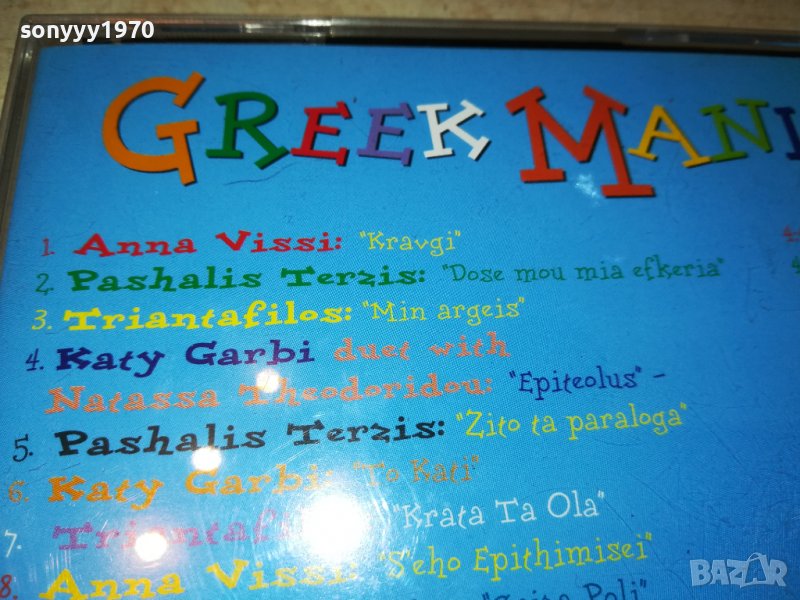 sonyyy1970
GREEK MANI
1. Anna Vissi: "Kravgi"
2. Pashalis Terzis: "Dose mou mia efkeria"
3. Triantafilos: "Min argeis"
4. Katy Garbi duet with
Natassa Theodoridou: "Epiteolus" -
5. Pashalis Terzis: "Zito ta paraloga"
6. Katy Garbi: "To Kati"
7. "Krata Ta Ola"
8. Anna Vissi: "S'eho Epithimisei"
Poli"
BAZAR